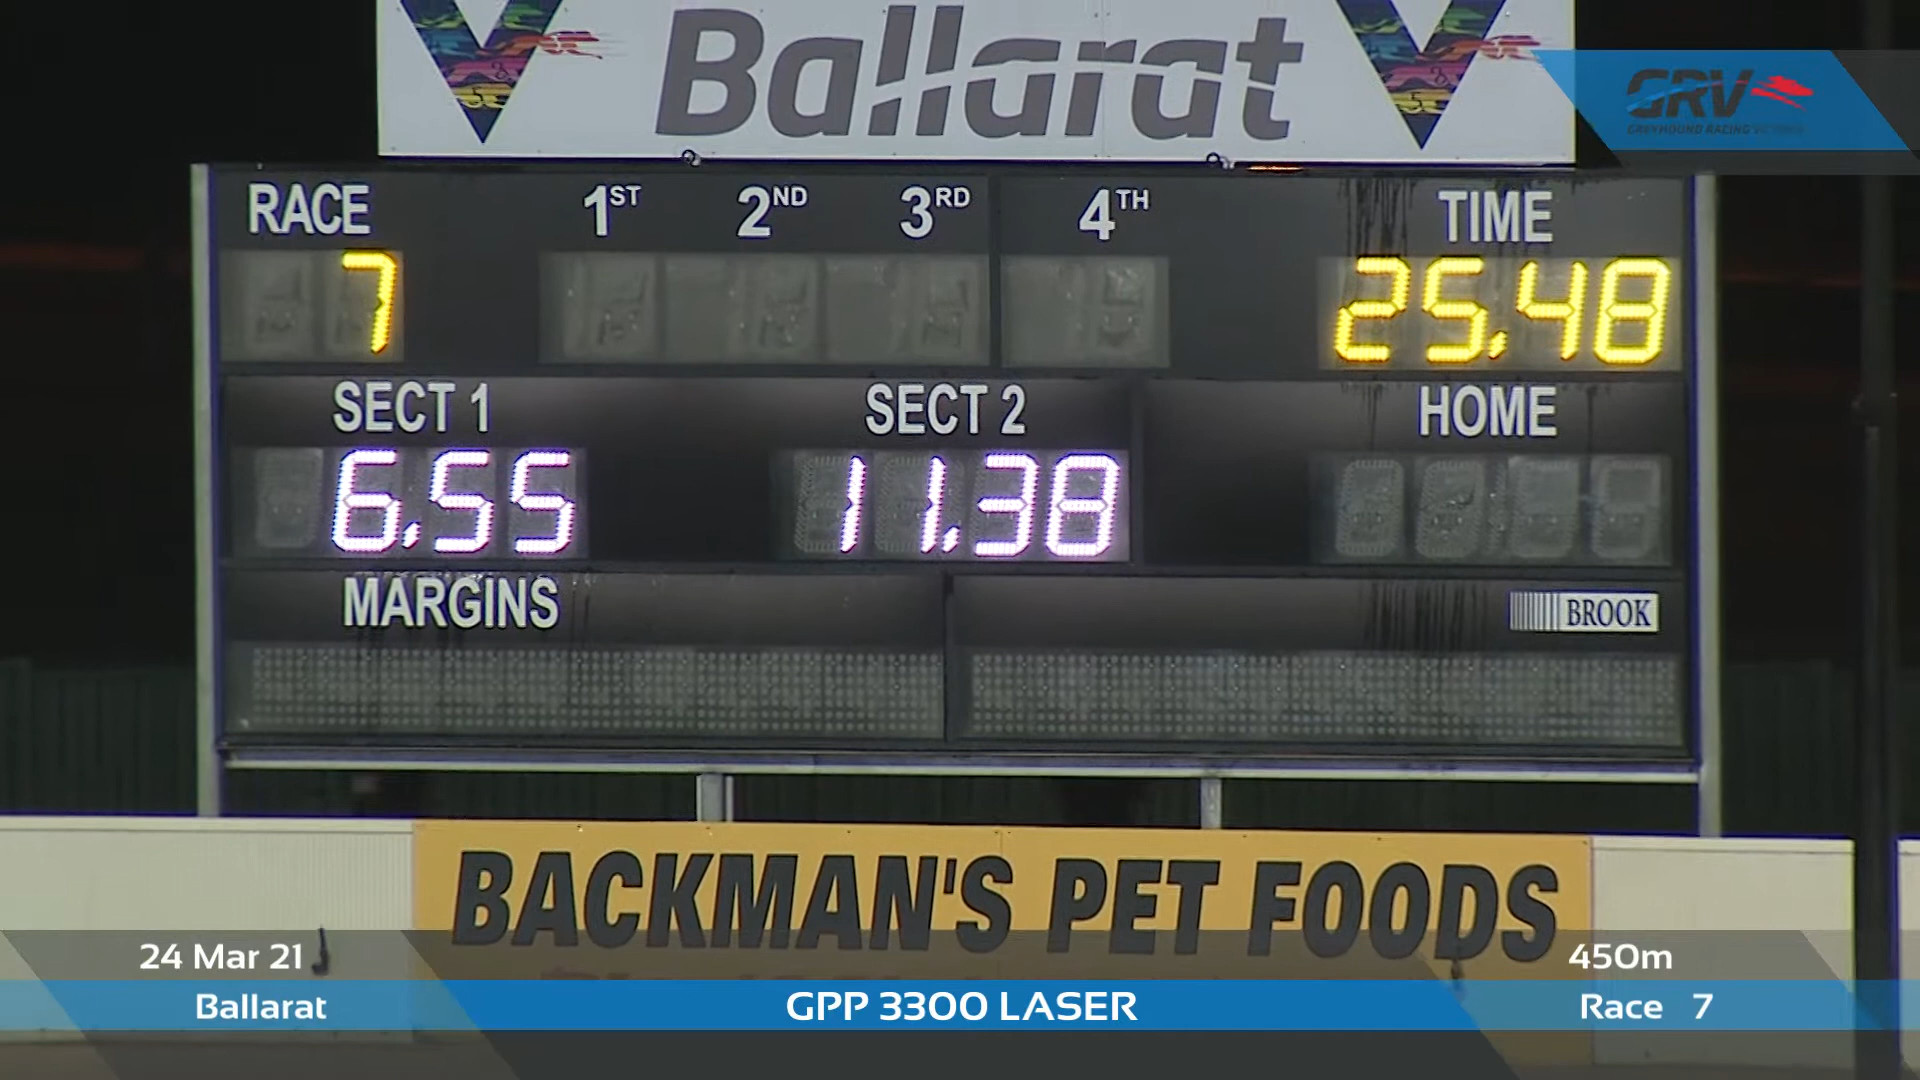 Ballarat
GRV
GREYHOUND RACING VICTORIA
RACE 1ST 2ND 3RD 4TH TIME
7 25.48
SECT 1 SECT 2 HOME
6.55 11.38
MARGINS BROOK
BACKMAN'S PET FOODS
24 Mar 21 450m
Ballarat GPP 3300 LASER Race 7